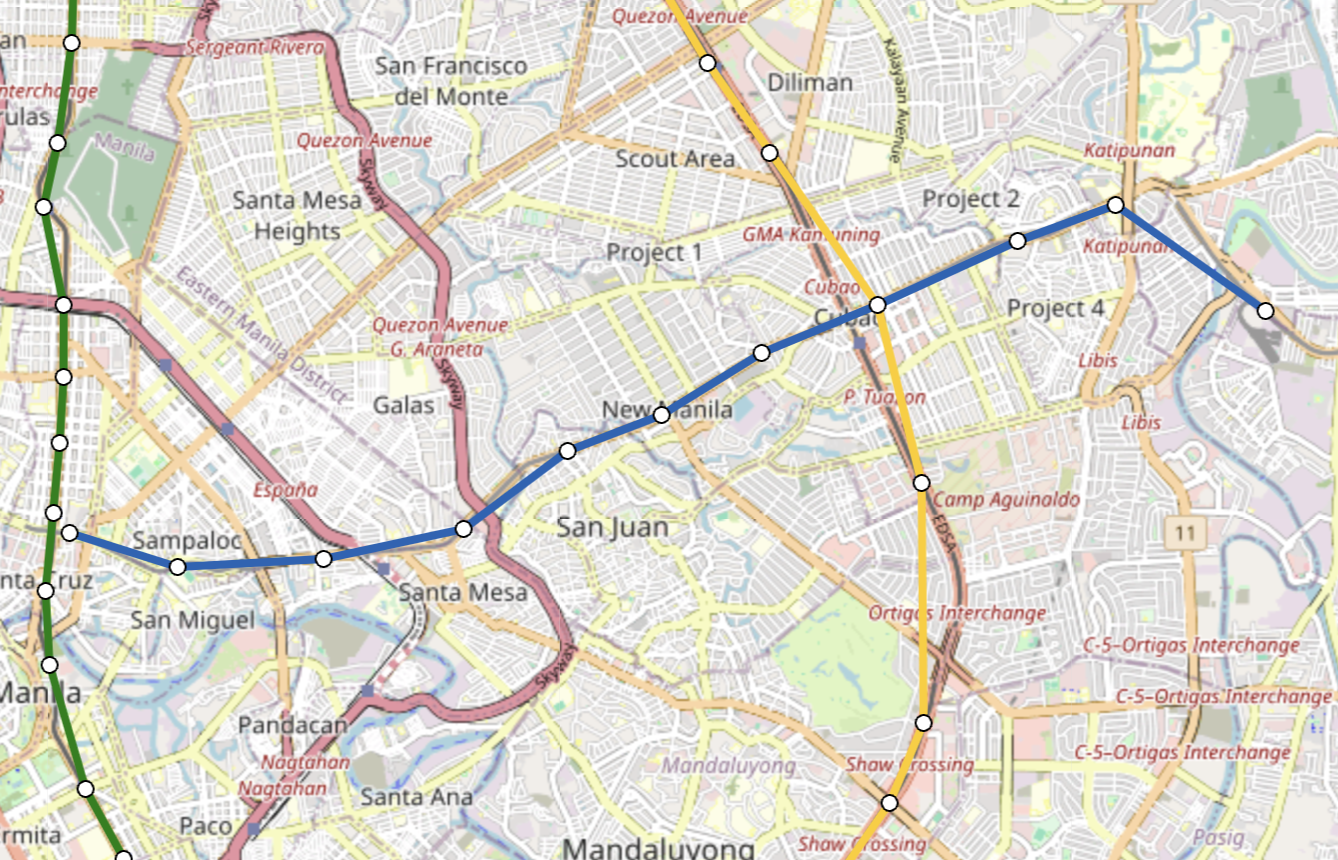 Sky
Quezon Avenue
an
Sergeant Rivera
San Francisco
del Monte
Diliman
Kalayaan Avenue
nterchange
rulas
Manila
Quezon Avenue
Skyway
Scout Area
Katipunan
Santa Mesa
Heights
Project 2
GMA Kamuning
Project 1
Katipunan
Eastern Manila District
Cubao
Cubao
Project 4
Quezon Avenue
G. Araneta
Skyway
Libis
Galas
New Manila
P. Tuazon
Libis
España
Camp Aguinaldo
EDSA
Sampaloc
San Juan
11
nta Cruz
Santa Mesa
San Miguel
Ortigas Interchange
C-5–Ortigas Interchange
Skyway
Manila
C-5–Ortigas Interchange
Pandacan
Nagtahan
Mandaluyong
Shaw Crossing
C-5–Ortigas Interchange
Nagtahan
Santa Ana
Paco
rmita
Shaw Crossing
Mandaluyong
Pasig